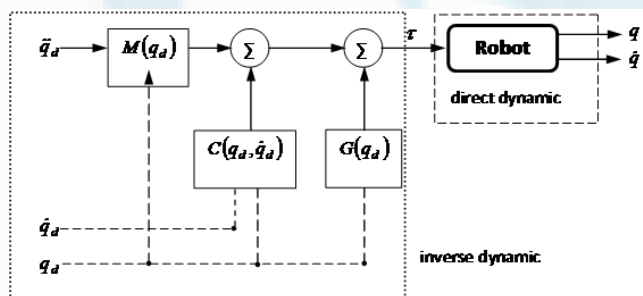 q̈_d
M(q_d)
Σ
Σ
τ
Robot
q
q̇
direct dynamic
C(q_d, q̇_d)
G(q_d)
q̇_d
q_d
inverse dynamic